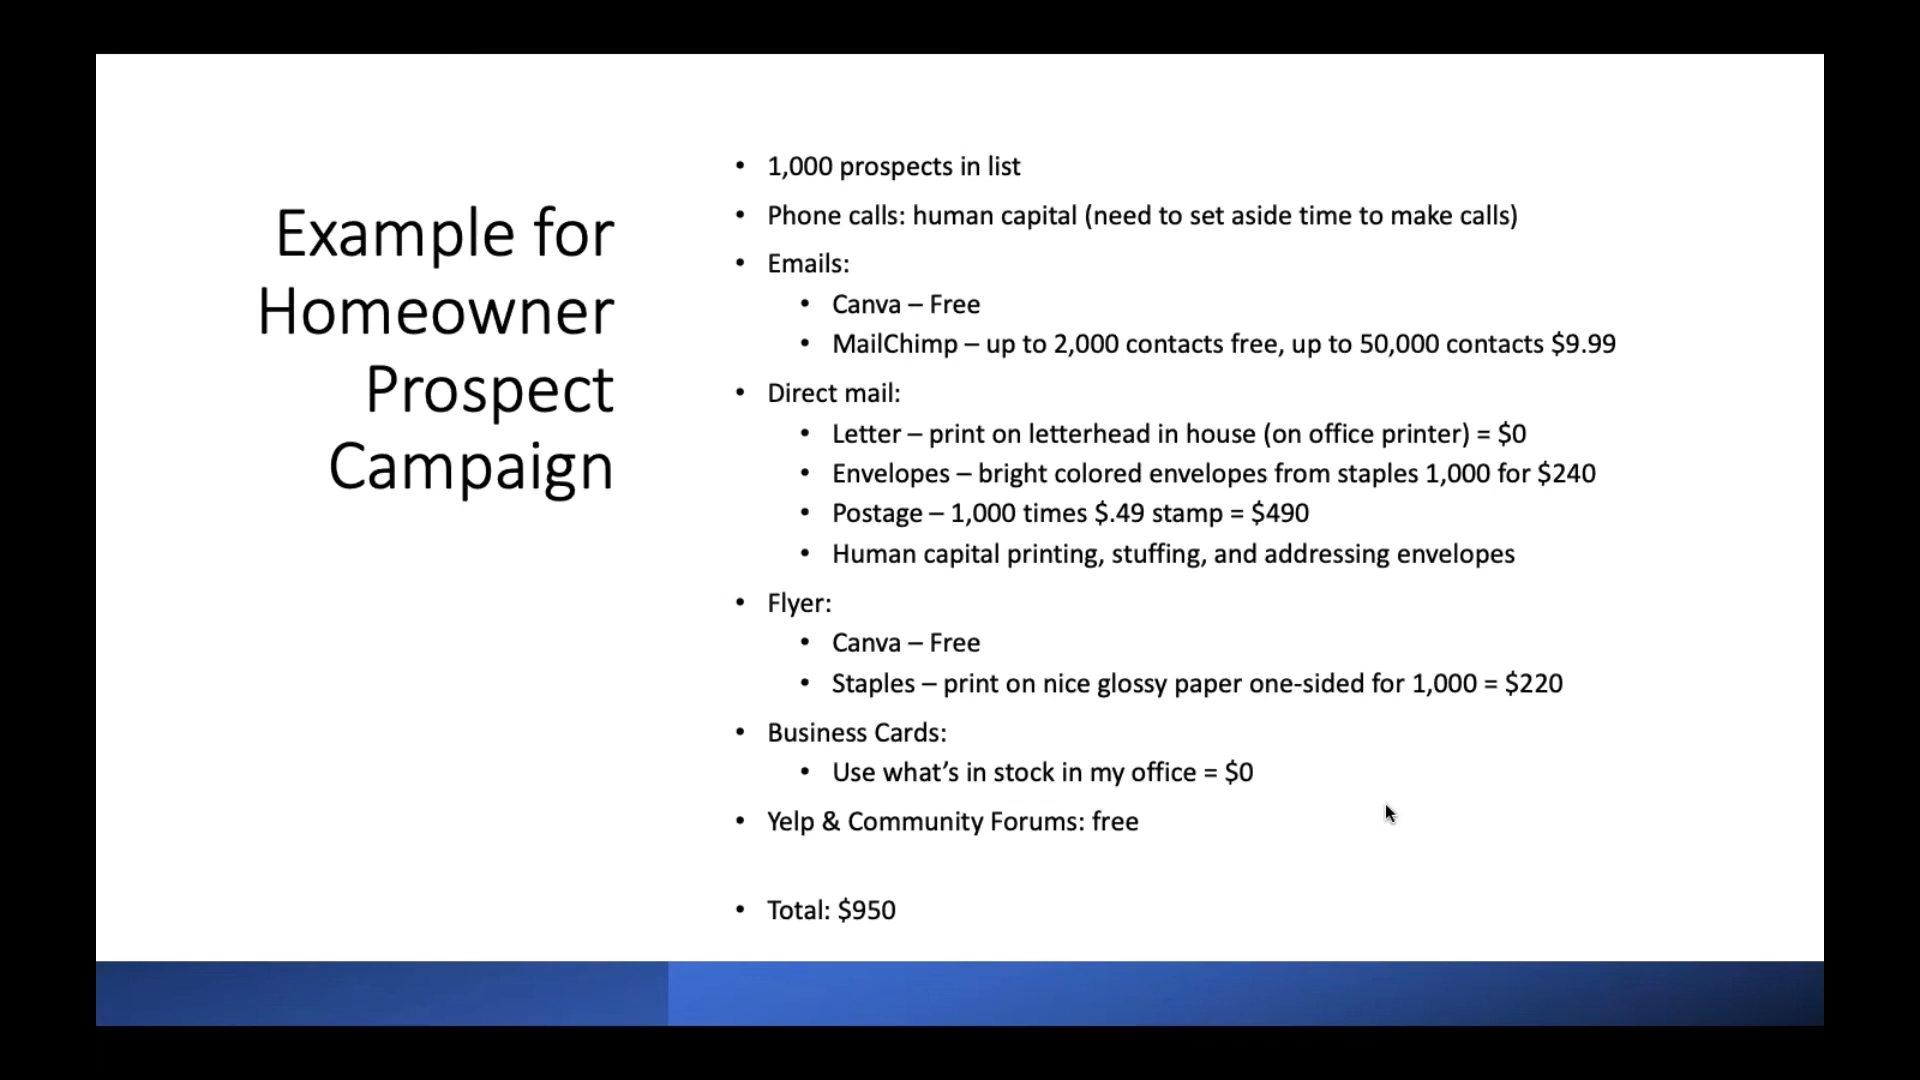 Example for
Homeowner
Prospect
Campaign
• 1,000 prospects in list
• Phone calls: human capital (need to set aside time to make calls)
• Emails:
• Canva – Free
• MailChimp – up to 2,000 contacts free, up to 50,000 contacts $9.99
• Direct mail:
• Letter – print on letterhead in house (on office printer) = $0
• Envelopes – bright colored envelopes from staples 1,000 for $240
• Postage – 1,000 times $.49 stamp = $490
• Human capital printing, stuffing, and addressing envelopes
• Flyer:
• Canva – Free
• Staples – print on nice glossy paper one-sided for 1,000 = $220
• Business Cards:
• Use what’s in stock in my office = $0
• Yelp & Community Forums: free
• Total: $950